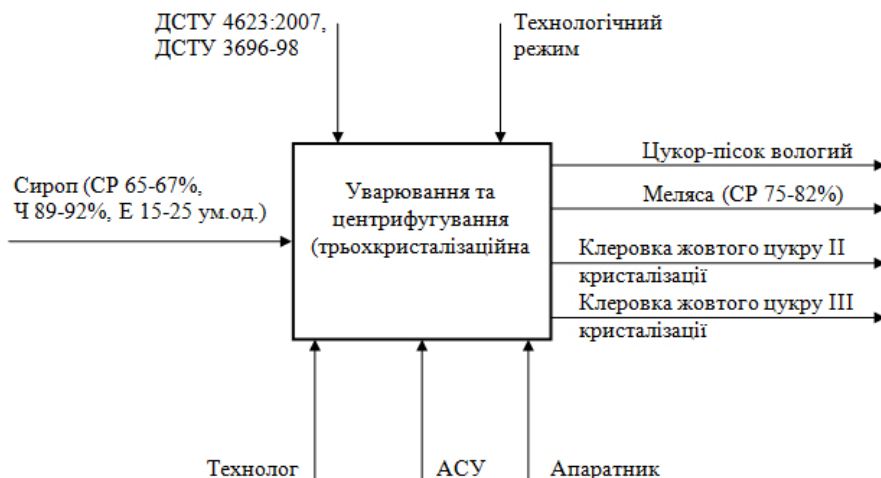 ДСТУ 4623:2007,
ДСТУ 3696-98
Технологічний
режим
Сироп (СР 65-67%,
Ч 89-92%, Е 15-25 ум.од.)
Уварювання та
центрифугування
(трьохкристалізаційна
Цукор-пісок вологий
Меляса (СР 75-82%)
Клеровка жовтого цукру ІІ
кристалізації
Клеровка жовтого цукру ІІІ
кристалізації
Технолог
АСУ
Апаратник